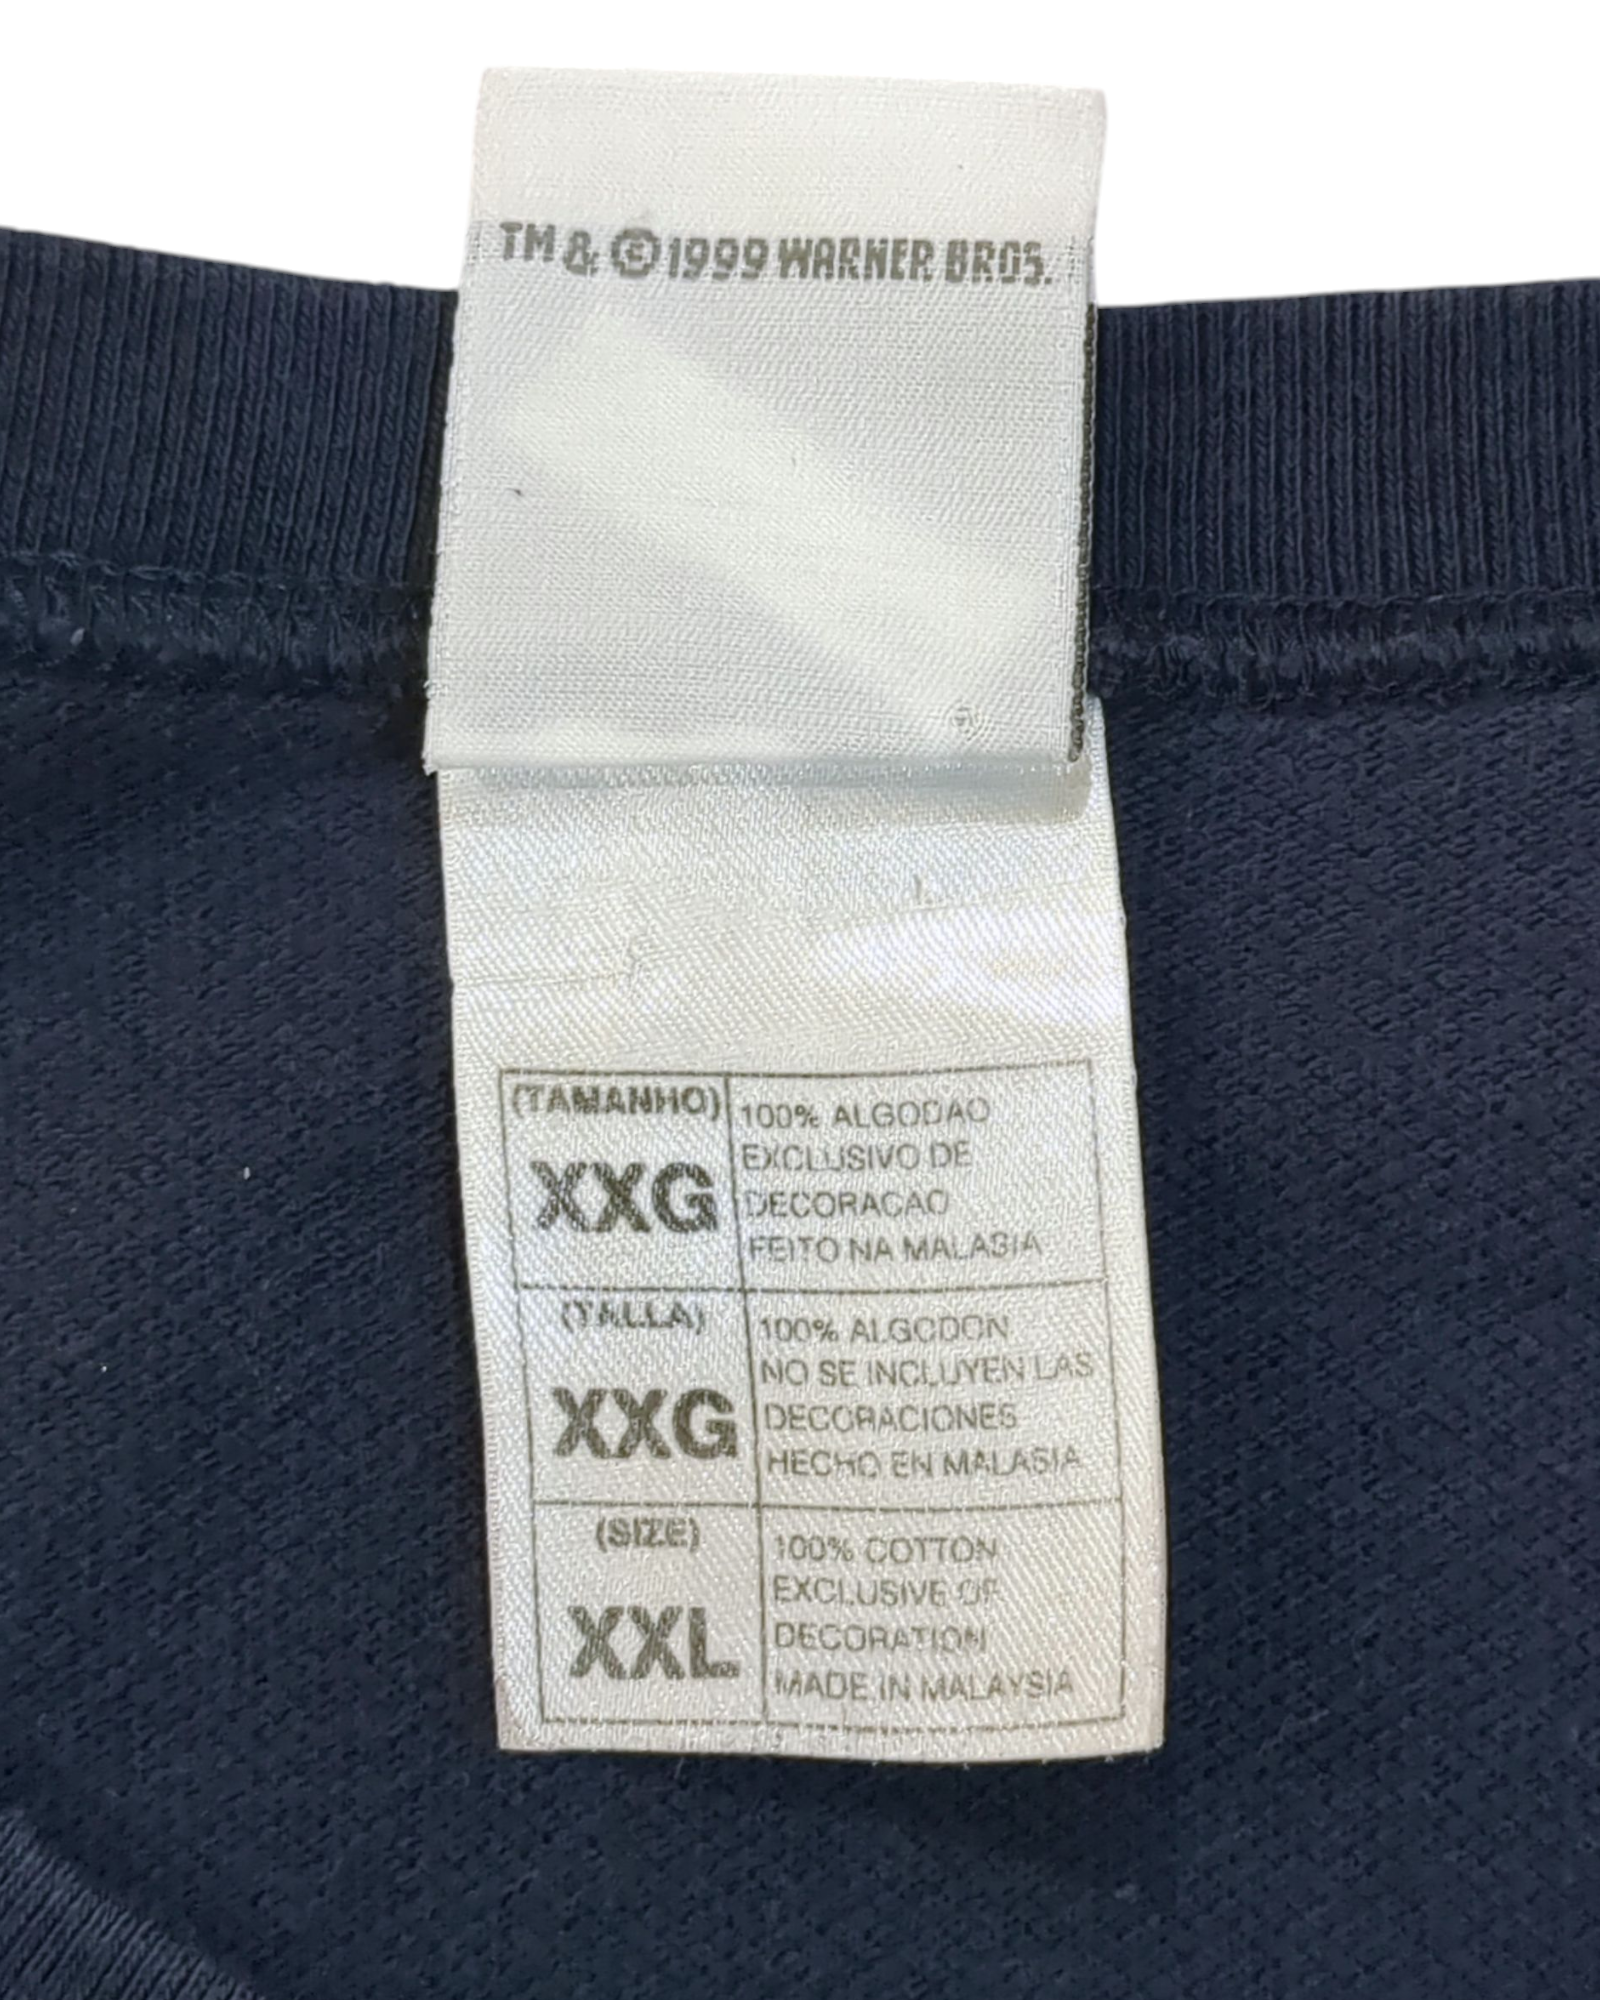 TM & © 1999 WARNER BROS.
(TAMANHO)
XXG
100% ALGODAO
EXCLUSIVO DE
DECORACAO
FEITO NA MALASIA
(TALLA)
XXG
100% ALGODON
NO SE INCLUYEN LAS
DECORACIONES
HECHO EN MALASIA
(SIZE)
XXL
100% COTTON
EXCLUSIVE OF
DECORATION
MADE IN MALAYSIA